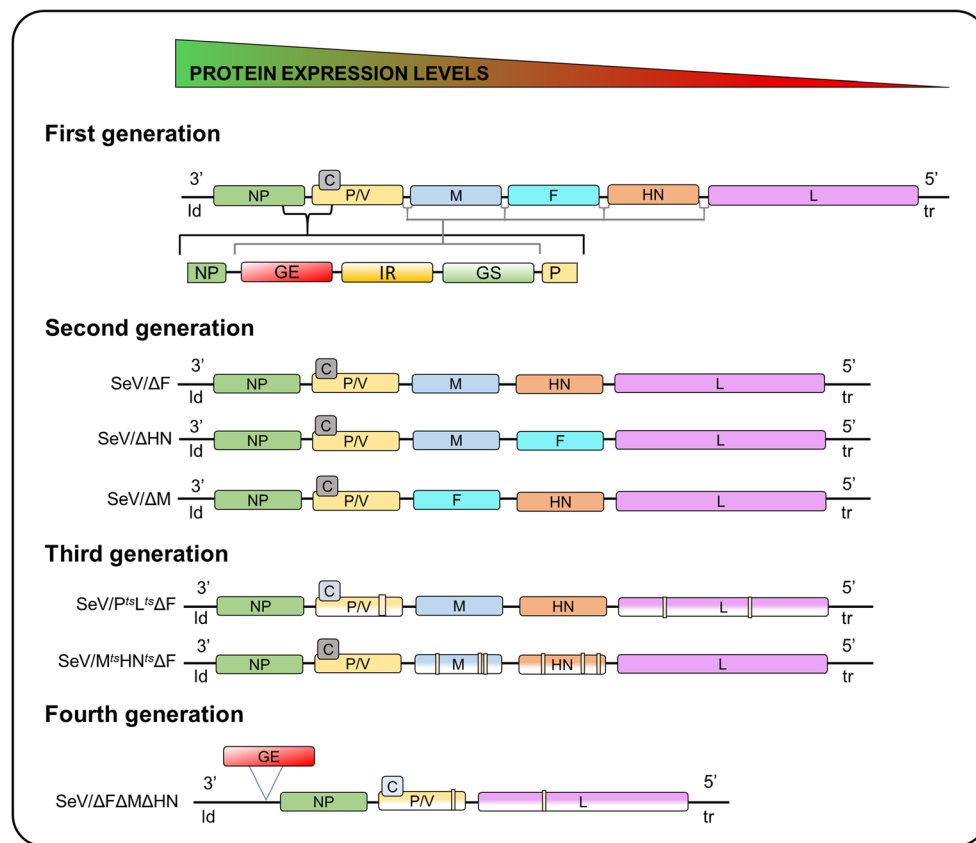 PROTEIN EXPRESSION LEVELS
First generation
3’ 5’
C
NP P/V M F HN L
ld tr
NP GE IR GS P
Second generation
3’ 5’
C
SeV/ΔF NP P/V M HN L
ld tr
3’ 5’
C
SeV/ΔHN NP P/V M F L
ld tr
3’ 5’
C
SeV/ΔM NP P/V F HN L
ld tr
Third generation
3’ 5’
C
SeV/PᵗˢLᵗˢΔF NP P/V M HN L
ld tr
3’ 5’
C
SeV/MᵗˢHNᵗˢΔF NP P/V M HN L
ld tr
Fourth generation
GE
3’ 5’
C
SeV/ΔFΔMΔHN NP P/V L
ld tr